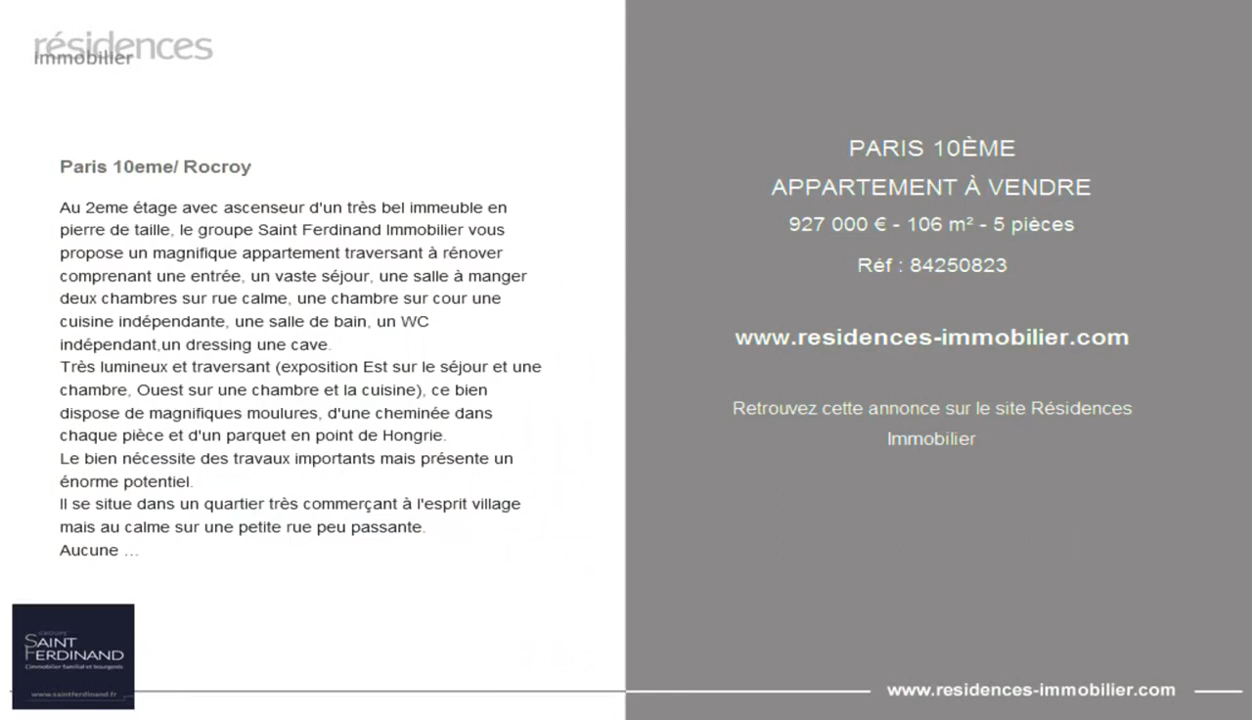 résidences
immobilier
Paris 10eme/ Rocroy
Au 2eme étage avec ascenseur d'un très bel immeuble en
pierre de taille, le groupe Saint Ferdinand Immobilier vous
propose un magnifique appartement traversant à rénover
comprenant une entrée, un vaste séjour, une salle à manger
deux chambres sur rue calme, une chambre sur cour une
cuisine indépendante, une salle de bain, un WC
indépendant,un dressing une cave.
Très lumineux et traversant (exposition Est sur le séjour et une
chambre, Ouest sur une chambre et la cuisine), ce bien
dispose de magnifiques moulures, d'une cheminée dans
chaque pièce et d'un parquet en point de Hongrie.
Le bien nécessite des travaux importants mais présente un
énorme potentiel.
Il se situe dans un quartier très commerçant à l'esprit village
mais au calme sur une petite rue peu passante.
Aucune ...
GROUPE
SAINT
FERDINAND
L'immobilier familial et bourgeois
www.saintferdinand.fr
PARIS 10ÈME
APPARTEMENT À VENDRE
927 000 € - 106 m² - 5 pièces
Réf : 84250823
www.residences-immobilier.com
Retrouvez cette annonce sur le site Résidences
Immobilier
www.residences-immobilier.com